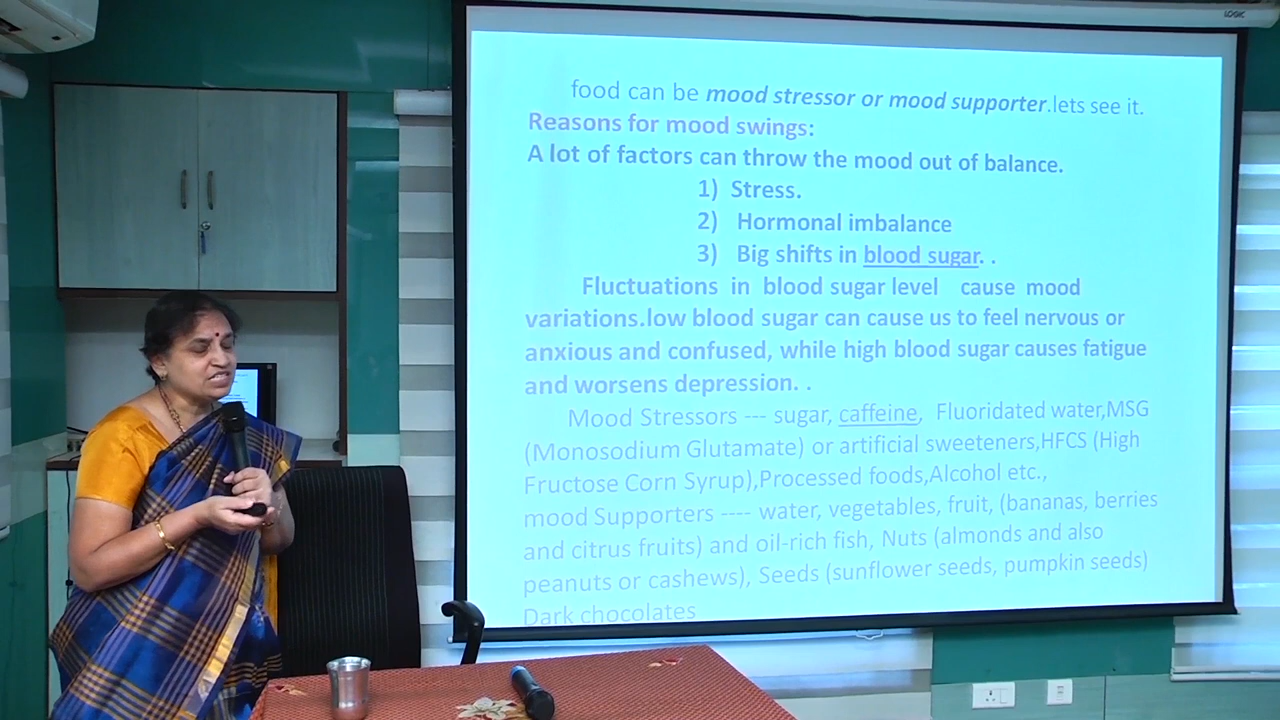 LOGIC
food can be mood stressor or mood supporter.lets see it.
Reasons for mood swings:
A lot of factors can throw the mood out of balance.
1) Stress.
2) Hormonal imbalance
3) Big shifts in blood sugar. .
Fluctuations in blood sugar level cause mood
variations.low blood sugar can cause us to feel nervous or
anxious and confused, while high blood sugar causes fatigue
and worsens depression. .
Mood Stressors --- sugar, caffeine, Fluoridated water,MSG
(Monosodium Glutamate) or artificial sweeteners,HFCS (High
Fructose Corn Syrup),Processed foods,Alcohol etc.,
mood Supporters ---- water, vegetables, fruit, (bananas, berries
and citrus fruits) and oil-rich fish, Nuts (almonds and also
peanuts or cashews), Seeds (sunflower seeds, pumpkin seeds)
Dark chocolates